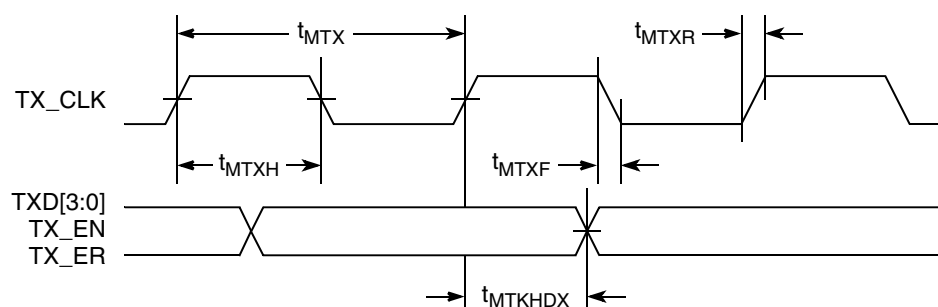 tMTX
tMTXR
TX_CLK
tMTXH
tMTXF
TXD[3:0]
TX_EN
TX_ER
tMTKHDX